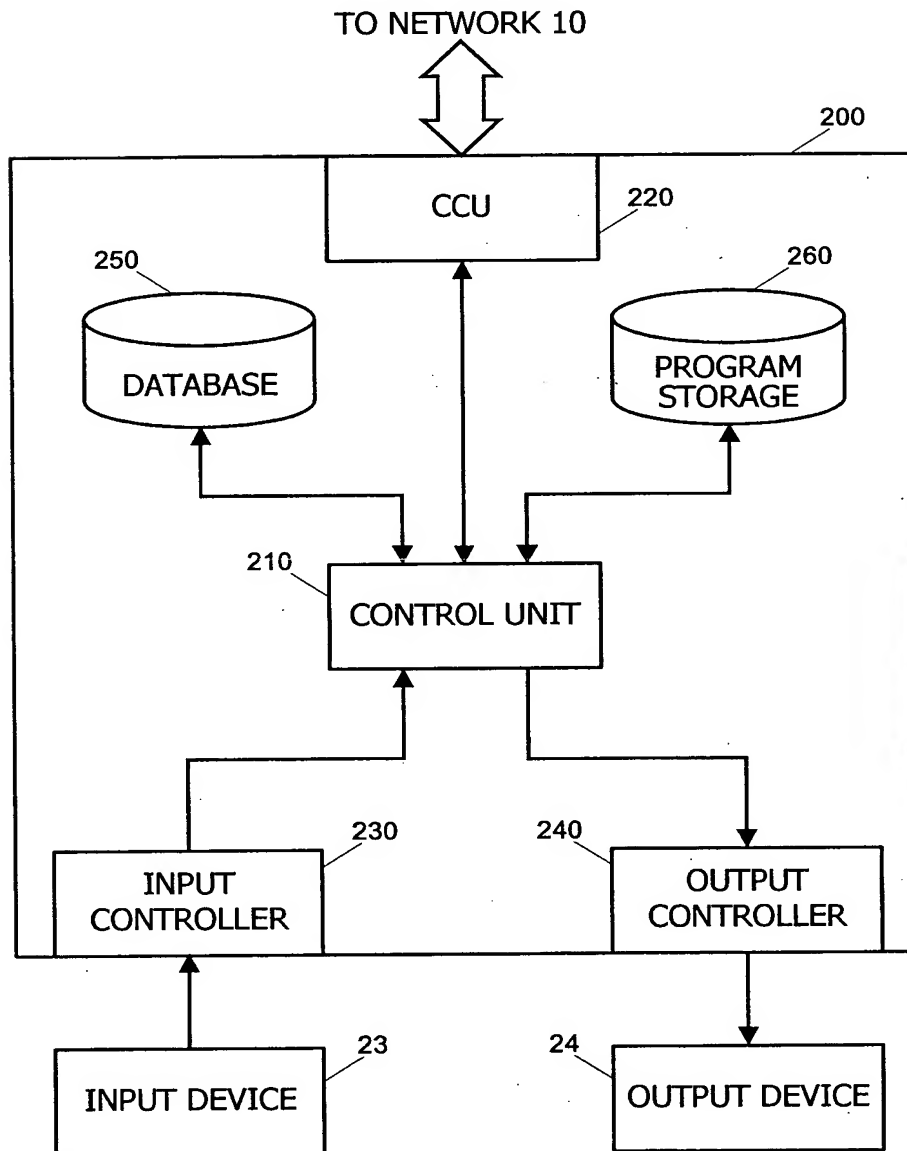 TO NETWORK 10
200
CCU
220
250
260
DATABASE
PROGRAM
STORAGE
210
CONTROL UNIT
230
240
INPUT
CONTROLLER
OUTPUT
CONTROLLER
23
24
INPUT DEVICE
OUTPUT DEVICE